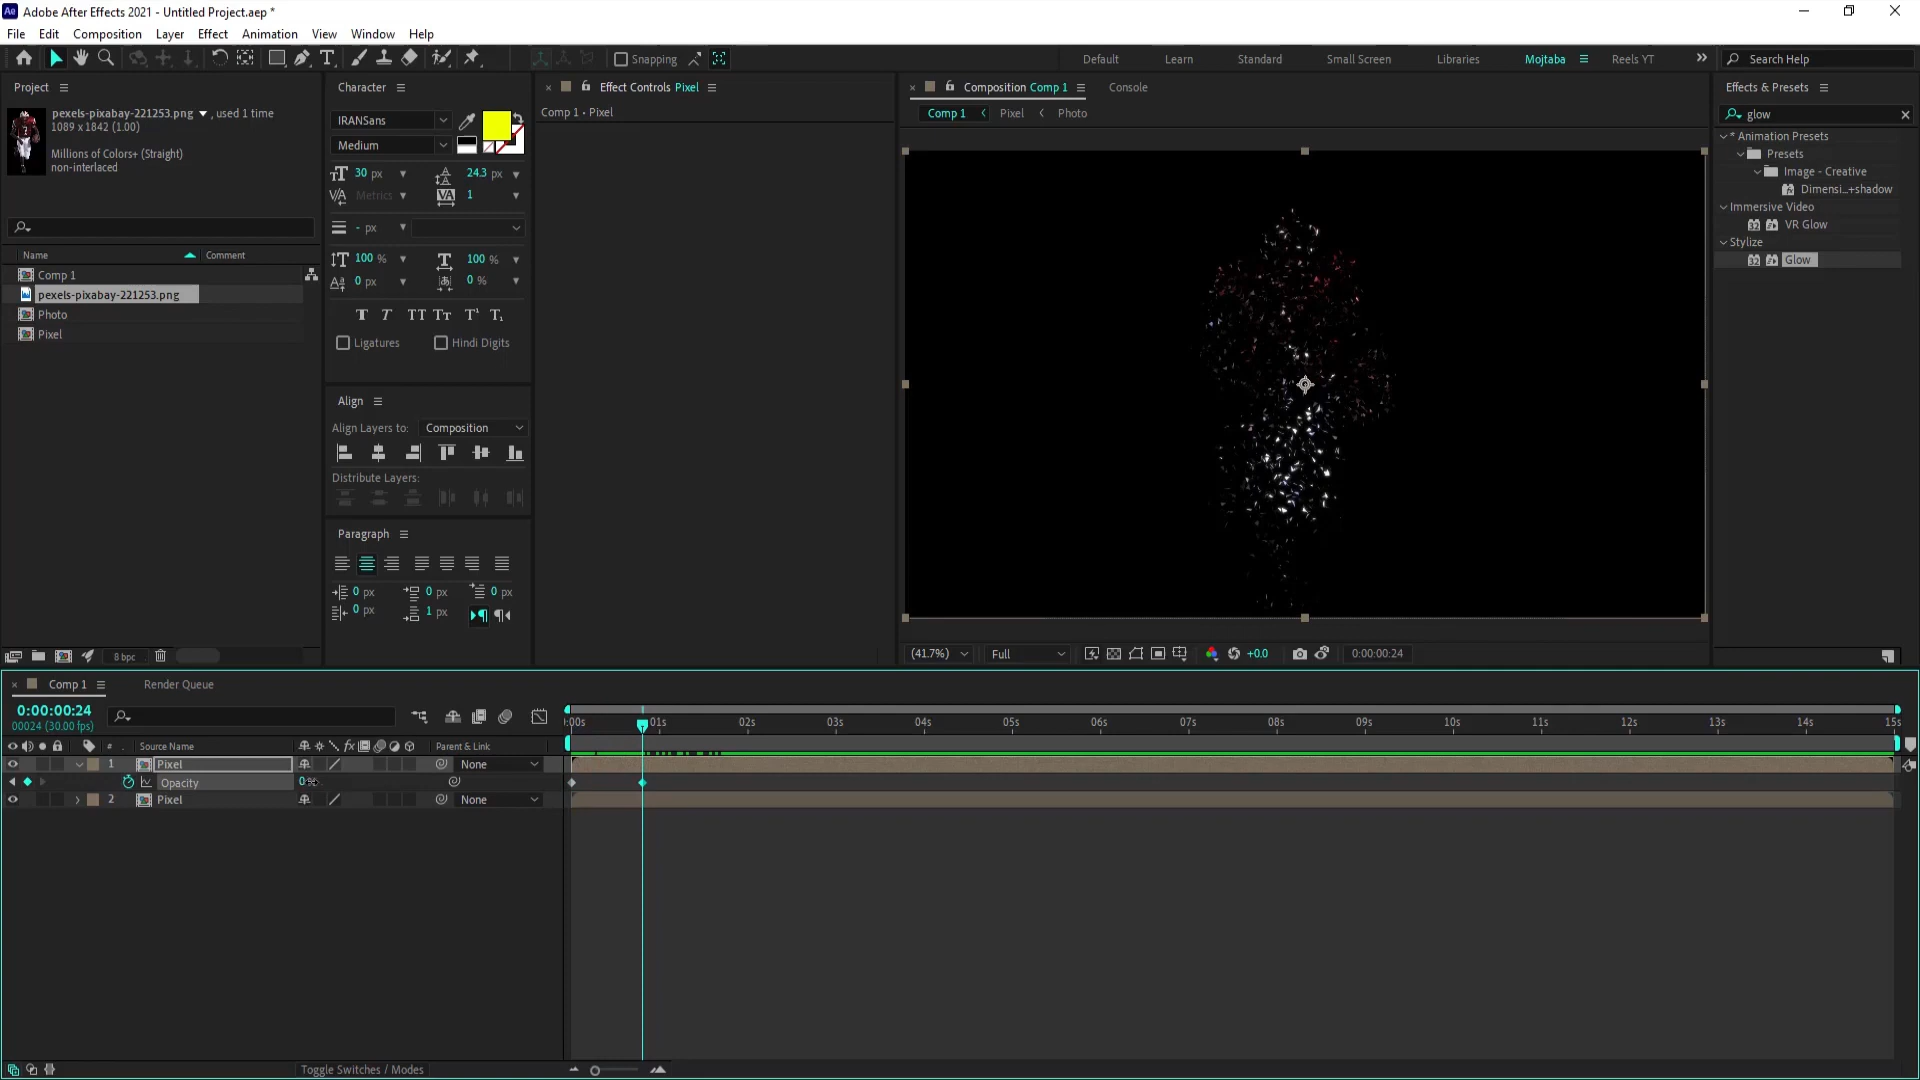 Adobe After Effects 2021 - Untitled Project.aep *
File Edit Composition Layer Effect Animation View Window Help
Snapping
Default Learn Standard Small Screen Libraries Mojtaba Reels YT
Search Help
Project
pexels-pixabay-221253.png , used 1 time
1089 x 1842 (1.00)
Millions of Colors+ (Straight)
non-interlaced
Name Comment
Comp 1
pexels-pixabay-221253.png
Photo
Pixel
8 bpc
Character
IRANSans
Medium
30 px 24.3 px
Metrics 1
- px
100 % 100 %
0 px 0 %
Ligatures Hindi Digits
Align
Align Layers to: Composition
Distribute Layers:
Paragraph
0 px 0 px 0 px
0 px 1 px
Effect Controls Pixel
Comp 1 • Pixel
Composition Comp 1 Console
Comp 1 Pixel Photo
(41.7%) Full +0.0 0:00:00:24
Effects & Presets
glow
* Animation Presets
Presets
Image - Creative
Dimensi...+shadow
Immersive Video
VR Glow
Stylize
Glow
Comp 1 Render Queue
0:00:00:24
00024 (30.00 fps)
:00s 01s 02s 03s 04s 05s 06s 07s 08s 09s 10s 11s 12s 13s 14s 15s
# Source Name Parent & Link
1 Pixel None
Opacity
2 Pixel None
Toggle Switches / Modes